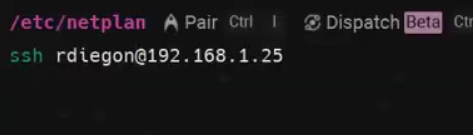 /etc/netplan Pair Ctrl I Dispatch Beta Ctr
ssh rdiegon@192.168.1.25